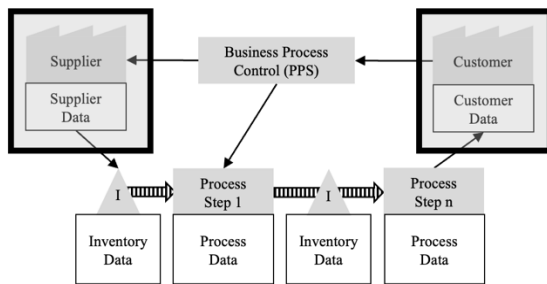 Supplier
Supplier
Data
Business Process
Control (PPS)
Customer
Customer
Data
I
Process
Step 1
I
Process
Step n
Inventory
Data
Process
Data
Inventory
Data
Process
Data